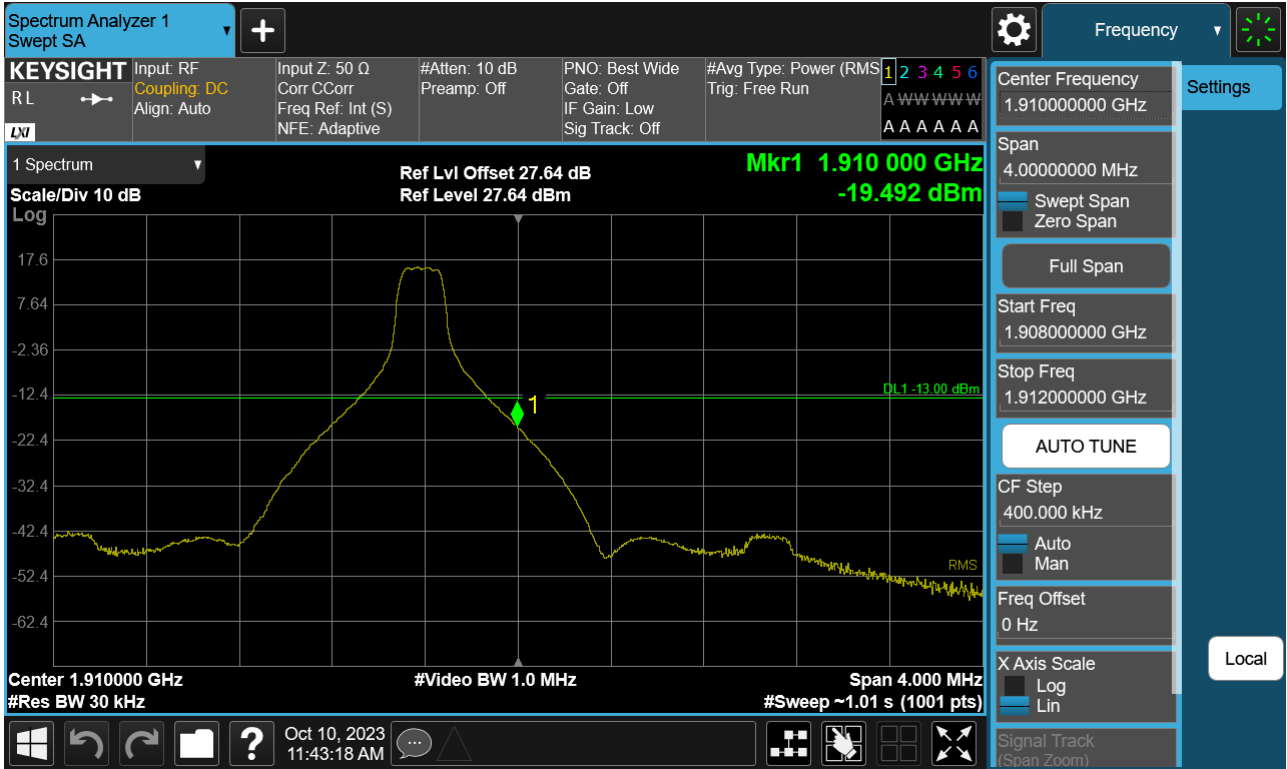 Spectrum Analyzer 1
Swept SA
Frequency
KEYSIGHT
R L
LXI
Input: RF
Coupling: DC
Align: Auto
Input Z: 50 Ω
Corr CCorr
Freq Ref: Int (S)
NFE: Adaptive
#Atten: 10 dB
Preamp: Off
PNO: Best Wide
Gate: Off
IF Gain: Low
Sig Track: Off
#Avg Type: Power (RMS
Trig: Free Run
1 2 3 4 5 6
A W W W W W
A A A A A A
1 Spectrum
Scale/Div 10 dB
Log
Ref Lvl Offset 27.64 dB
Ref Level 27.64 dBm
Mkr1 1.910 000 GHz
-19.492 dBm
17.6
7.64
-2.36
-12.4
-22.4
-32.4
-42.4
-52.4
-62.4
DL1 -13.00 dBm
1
RMS
Center 1.910000 GHz
#Video BW 1.0 MHz
Span 4.000 MHz
#Res BW 30 kHz
#Sweep ~1.01 s (1001 pts)
Oct 10, 2023
11:43:18 AM
Center Frequency
1.910000000 GHz
Settings
Span
4.00000000 MHz
Swept Span
Zero Span
Full Span
Start Freq
1.908000000 GHz
Stop Freq
1.912000000 GHz
AUTO TUNE
CF Step
400.000 kHz
Auto
Man
Freq Offset
0 Hz
X Axis Scale
Log
Lin
Local
Signal Track
(Span Zoom)